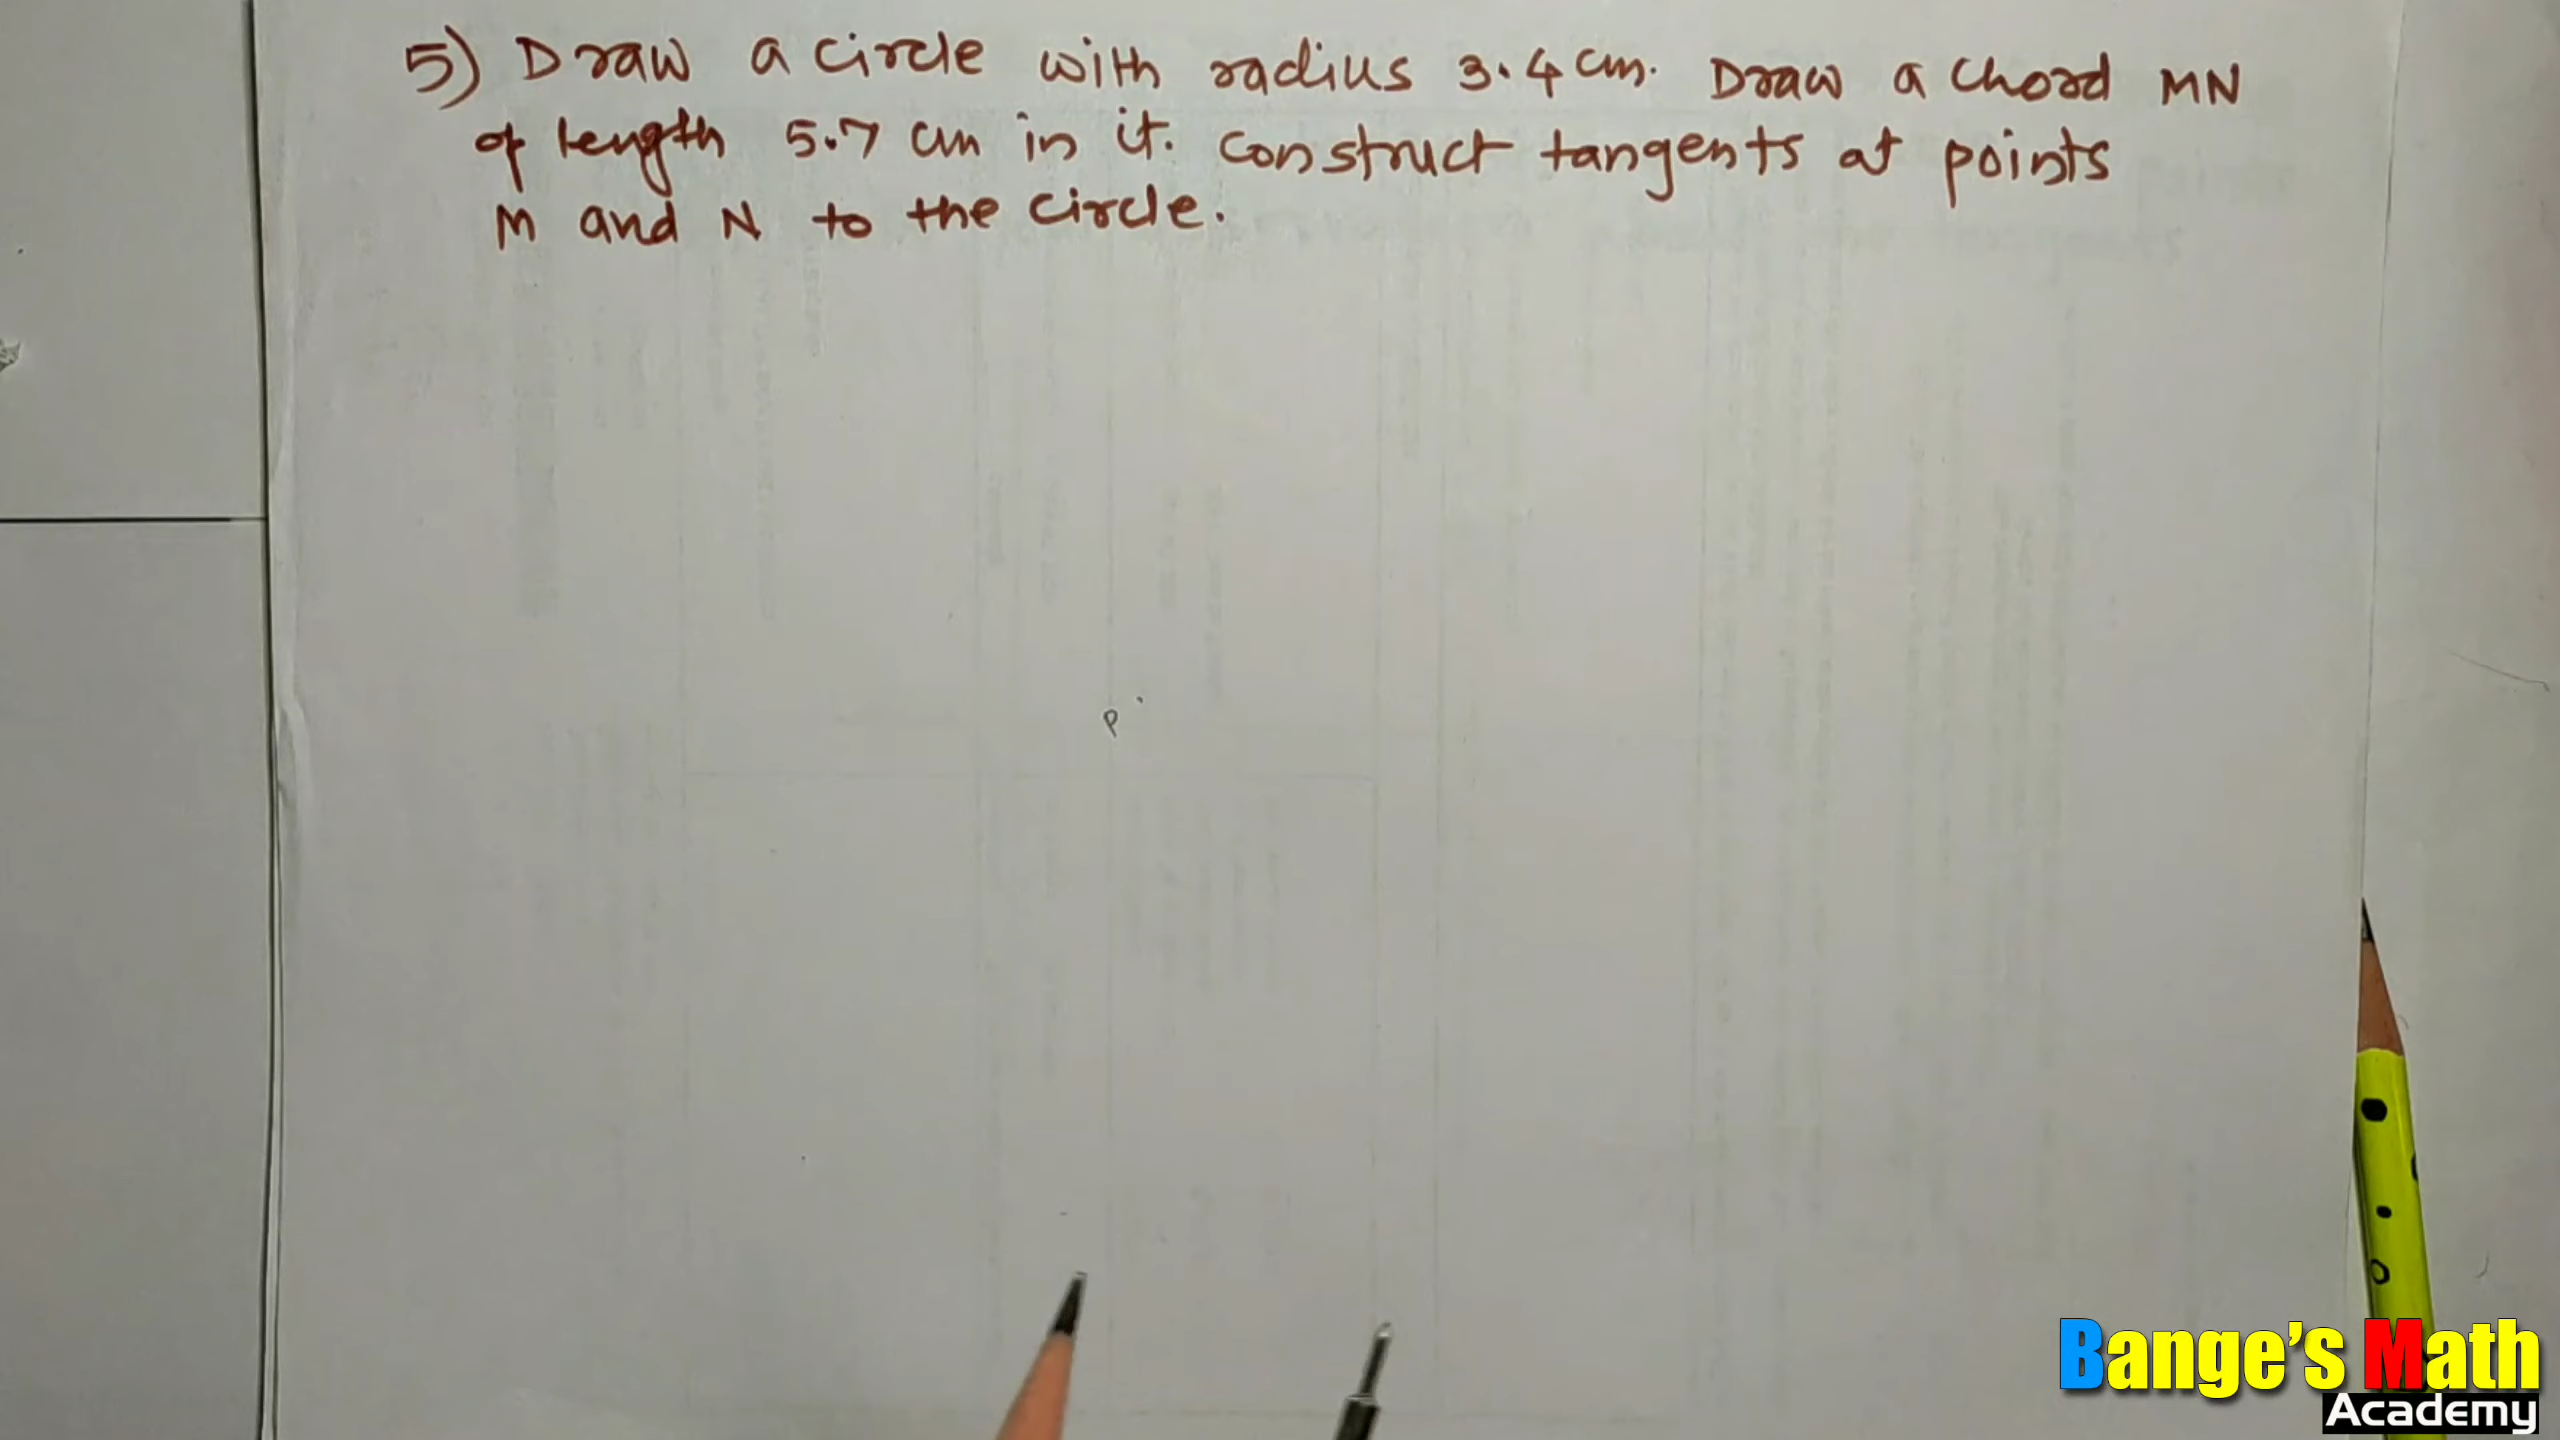 5) Draw a circle with radius 3.4 cm. Draw a chord MN
of length 5.7 cm in it. construct tangents at points
M and N to the circle.
P
Bange's Math
Academy